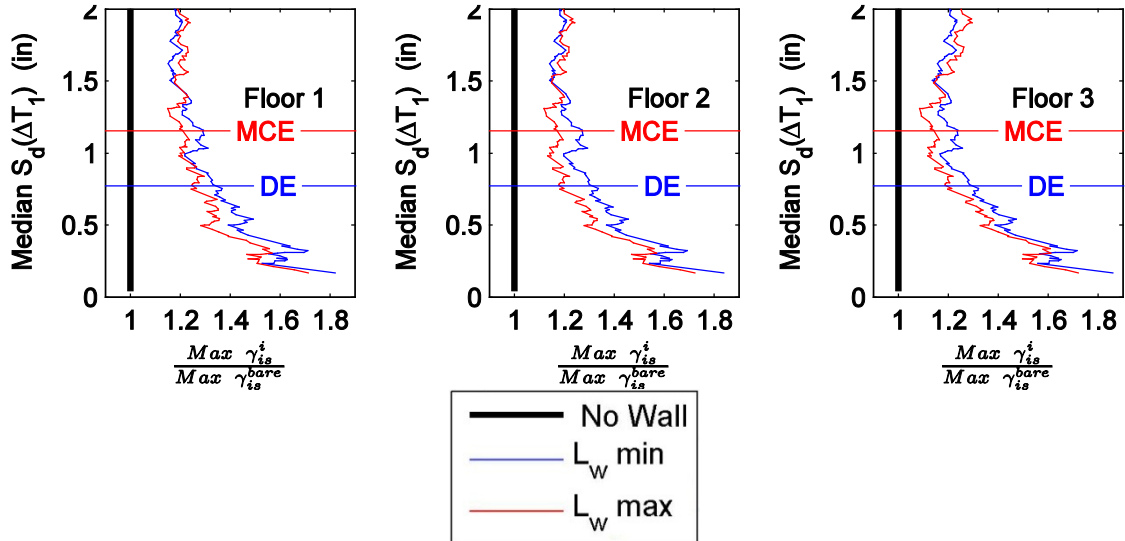 Median S_d(ΔT_1) (in)
2
1.5
1
0.5
0
Floor 1
MCE
DE
1 1.2 1.4 1.6 1.8
Max γ_is^i
Max γ_is^bare
Median S_d(ΔT_1) (in)
2
1.5
1
0.5
0
Floor 2
MCE
DE
1 1.2 1.4 1.6 1.8
Max γ_is^i
Max γ_is^bare
Median S_d(ΔT_1) (in)
2
1.5
1
0.5
0
Floor 3
MCE
DE
1 1.2 1.4 1.6 1.8
Max γ_is^i
Max γ_is^bare
No Wall
L_w min
L_w max